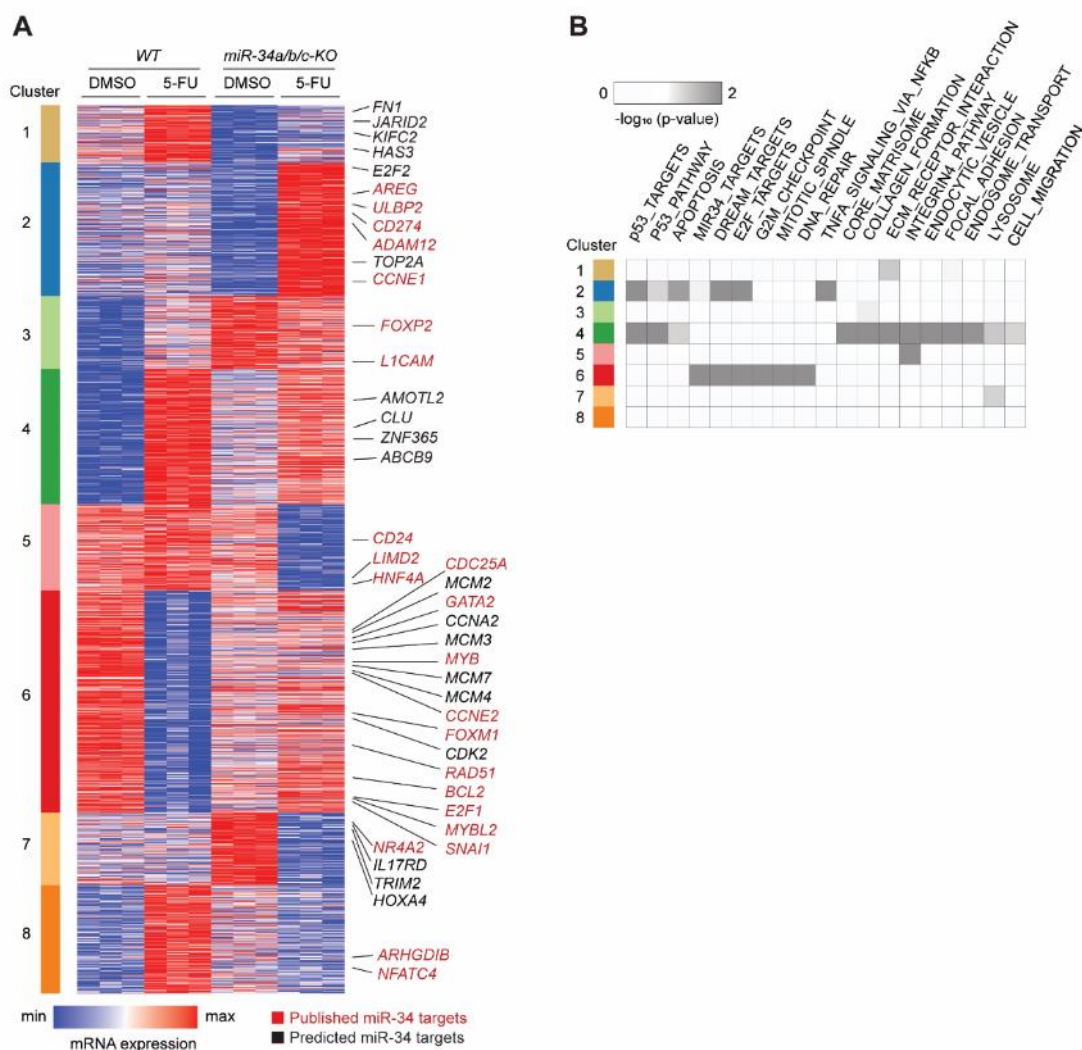 A
WT
miR-34a/b/c-KO
DMSO
5-FU
DMSO
5-FU
Cluster
1
2
3
4
5
6
7
8
FN1
JARID2
KIFC2
HAS3
E2F2
AREG
ULBP2
CD274
ADAM12
TOP2A
CCNE1
FOXP2
L1CAM
AMOTL2
CLU
ZNF365
ABCB9
CD24
LIMD2
HNF4A
CDC25A
MCM2
GATA2
CCNA2
MCM3
MYB
MCM7
MCM4
CCNE2
FOXM1
CDK2
RAD51
BCL2
E2F1
MYBL2
SNAI1
NR4A2
IL17RD
TRIM2
HOXA4
ARHGDIB
NFATC4
min
max
mRNA expression
Published miR-34 targets
Predicted miR-34 targets
B
0
2
-log₁₀ (p-value)
p53_TARGETS
P53_PATHWAY
APOPTOSIS
MIR34_TARGETS
DREAM_TARGETS
E2F_TARGETS
G2M_CHECKPOINT
MITOTIC_SPINDLE
DNA_REPAIR
TNFA_SIGNALING_VIA_NFKB
CORE_MATRISOME
COLLAGEN_FORMATION
ECM_RECEPTOR_INTERACTION
INTEGRIN4_PATHWAY
ENDOCYTIC_VESICLE
FOCAL_ADHESION
ENDOSOME_TRANSPORT
LYSOSOME
CELL_MIGRATION
Cluster
1
2
3
4
5
6
7
8